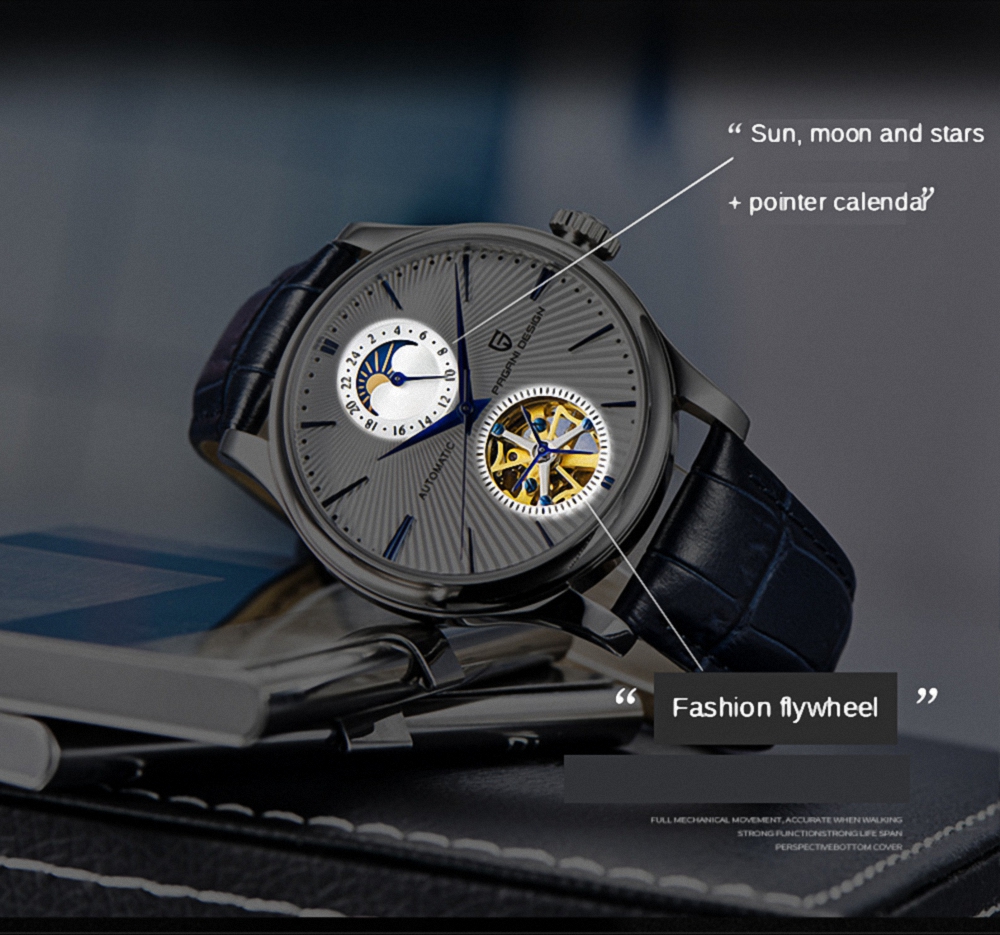 “ Sun, moon and stars
+ pointer calendar”
2 4 6 8 10 12 14 16 18 20 22 24
PAGANI DESIGN
AUTOMATIC
“ Fashion flywheel ”
FULL MECHANICAL MOVEMENT, ACCURATE WHEN WALKING
STRONG FUNCTIONSTRONG LIFE SPAN
PERSPECTIVEBOTTOM COVER